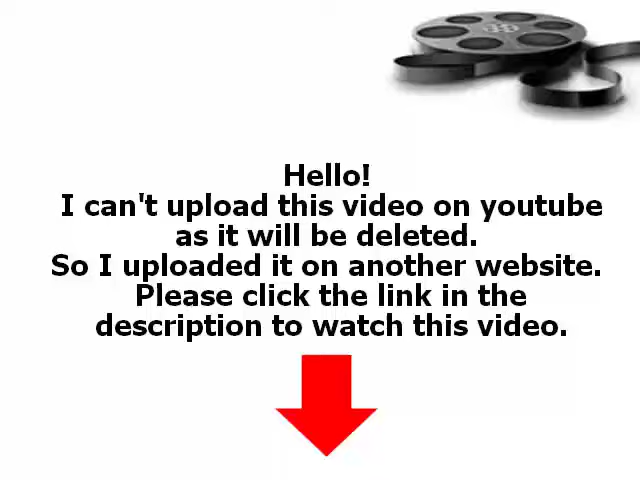 Hello!
I can't upload this video on youtube
as it will be deleted.
So I uploaded it on another website.
Please click the link in the
description to watch this video.